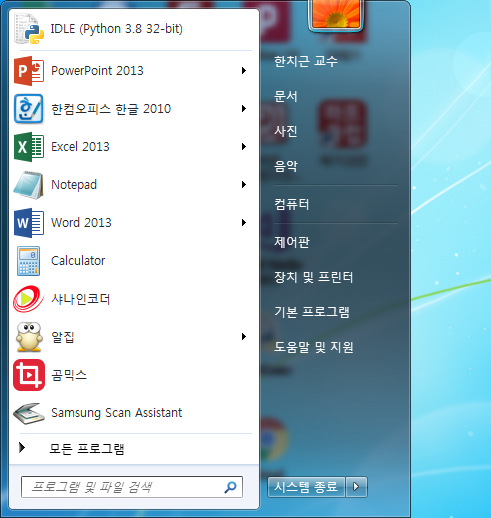 IDLE (Python 3.8 32-bit)
PowerPoint 2013
한컴오피스 한글 2010
Excel 2013
Notepad
Word 2013
Calculator
샤나인코더
알집
곰믹스
Samsung Scan Assistant
모든 프로그램
프로그램 및 파일 검색
한치근 교수
문서
사진
음악
컴퓨터
제어판
장치 및 프린터
기본 프로그램
도움말 및 지원
시스템 종료